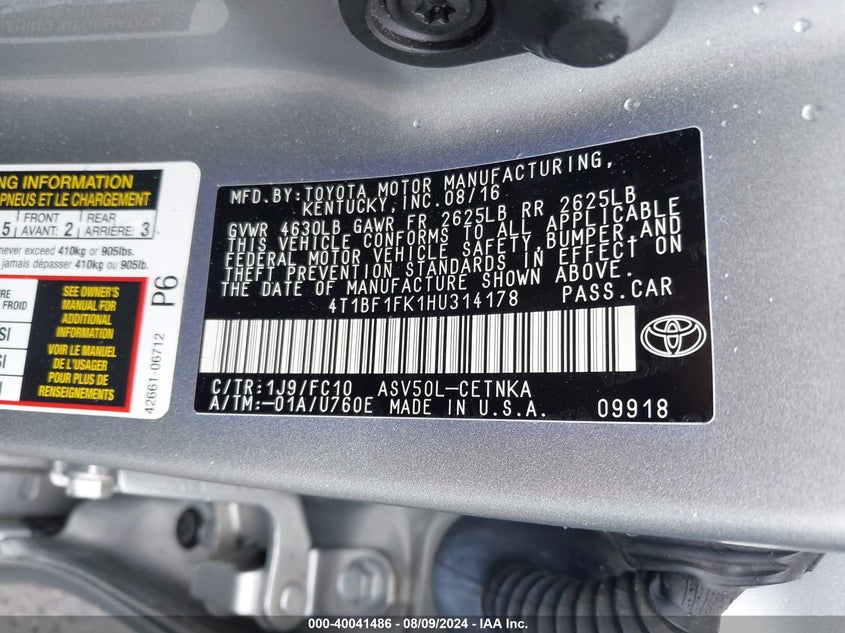 NG INFORMATION
PNEUS ET LE CHARGEMENT
5 FRONT AVANT: 2 REAR ARRIÈRE: 3
never exceed 410kg or 905lbs.
jamais dépasser 410kg ou 905lb.
FROID
SEE OWNER'S
MANUAL FOR
ADDITIONAL
INFORMATION
VOIR LE MANUEL
DE L'USAGER
POUR PLUS DE
RENSEIGNEMENTS
P6
42661-06712
MFD.BY:TOYOTA MOTOR MANUFACTURING,
KENTUCKY, INC.08/16
GVWR 4630LB GAWR FR 2625LB RR 2625LB
THIS VEHICLE CONFORMS TO ALL APPLICABLE
FEDERAL MOTOR VEHICLE SAFETY,BUMPER,AND
THEFT PREVENTION STANDARDS IN EFFECT ON
THE DATE OF MANUFACTURE SHOWN ABOVE.
4T1BF1FK1HU314178 PASS.CAR
C/TR:1J9/FC10 ASV50L-CETNKA
A/TM:-01A/U760E MADE IN U.S.A. 09918
000-40041486 - 08/09/2024 - IAA Inc.